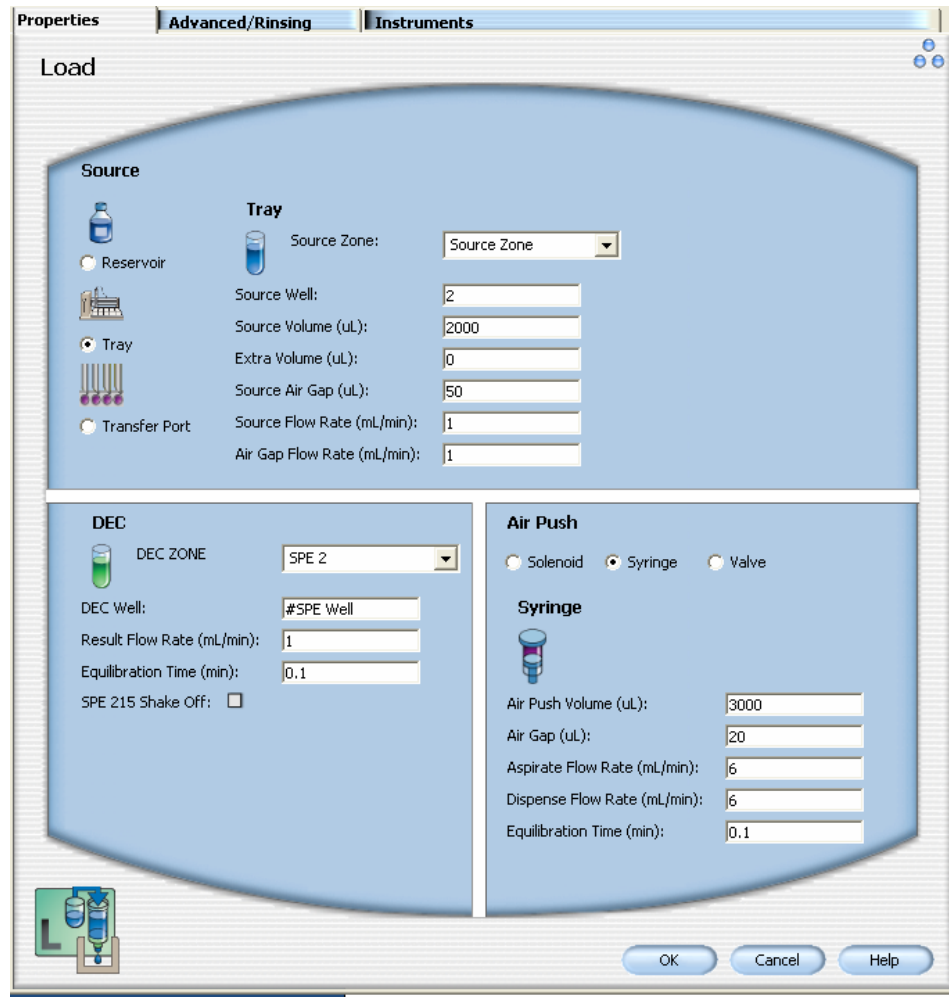 Properties
Advanced/Rinsing
Instruments
Load
Source
Reservoir
Tray
Transfer Port
Tray
Source Zone: Source Zone
Source Well: 2
Source Volume (uL): 2000
Extra Volume (uL): 0
Source Air Gap (uL): 50
Source Flow Rate (mL/min): 1
Air Gap Flow Rate (mL/min): 1
DEC
DEC ZONE SPE 2
DEC Well: #SPE Well
Result Flow Rate (mL/min): 1
Equilibration Time (min): 0.1
SPE 215 Shake Off:
Air Push
Solenoid Syringe Valve
Syringe
Air Push Volume (uL): 3000
Air Gap (uL): 20
Aspirate Flow Rate (mL/min): 6
Dispense Flow Rate (mL/min): 6
Equilibration Time (min): 0.1
L
OK Cancel Help